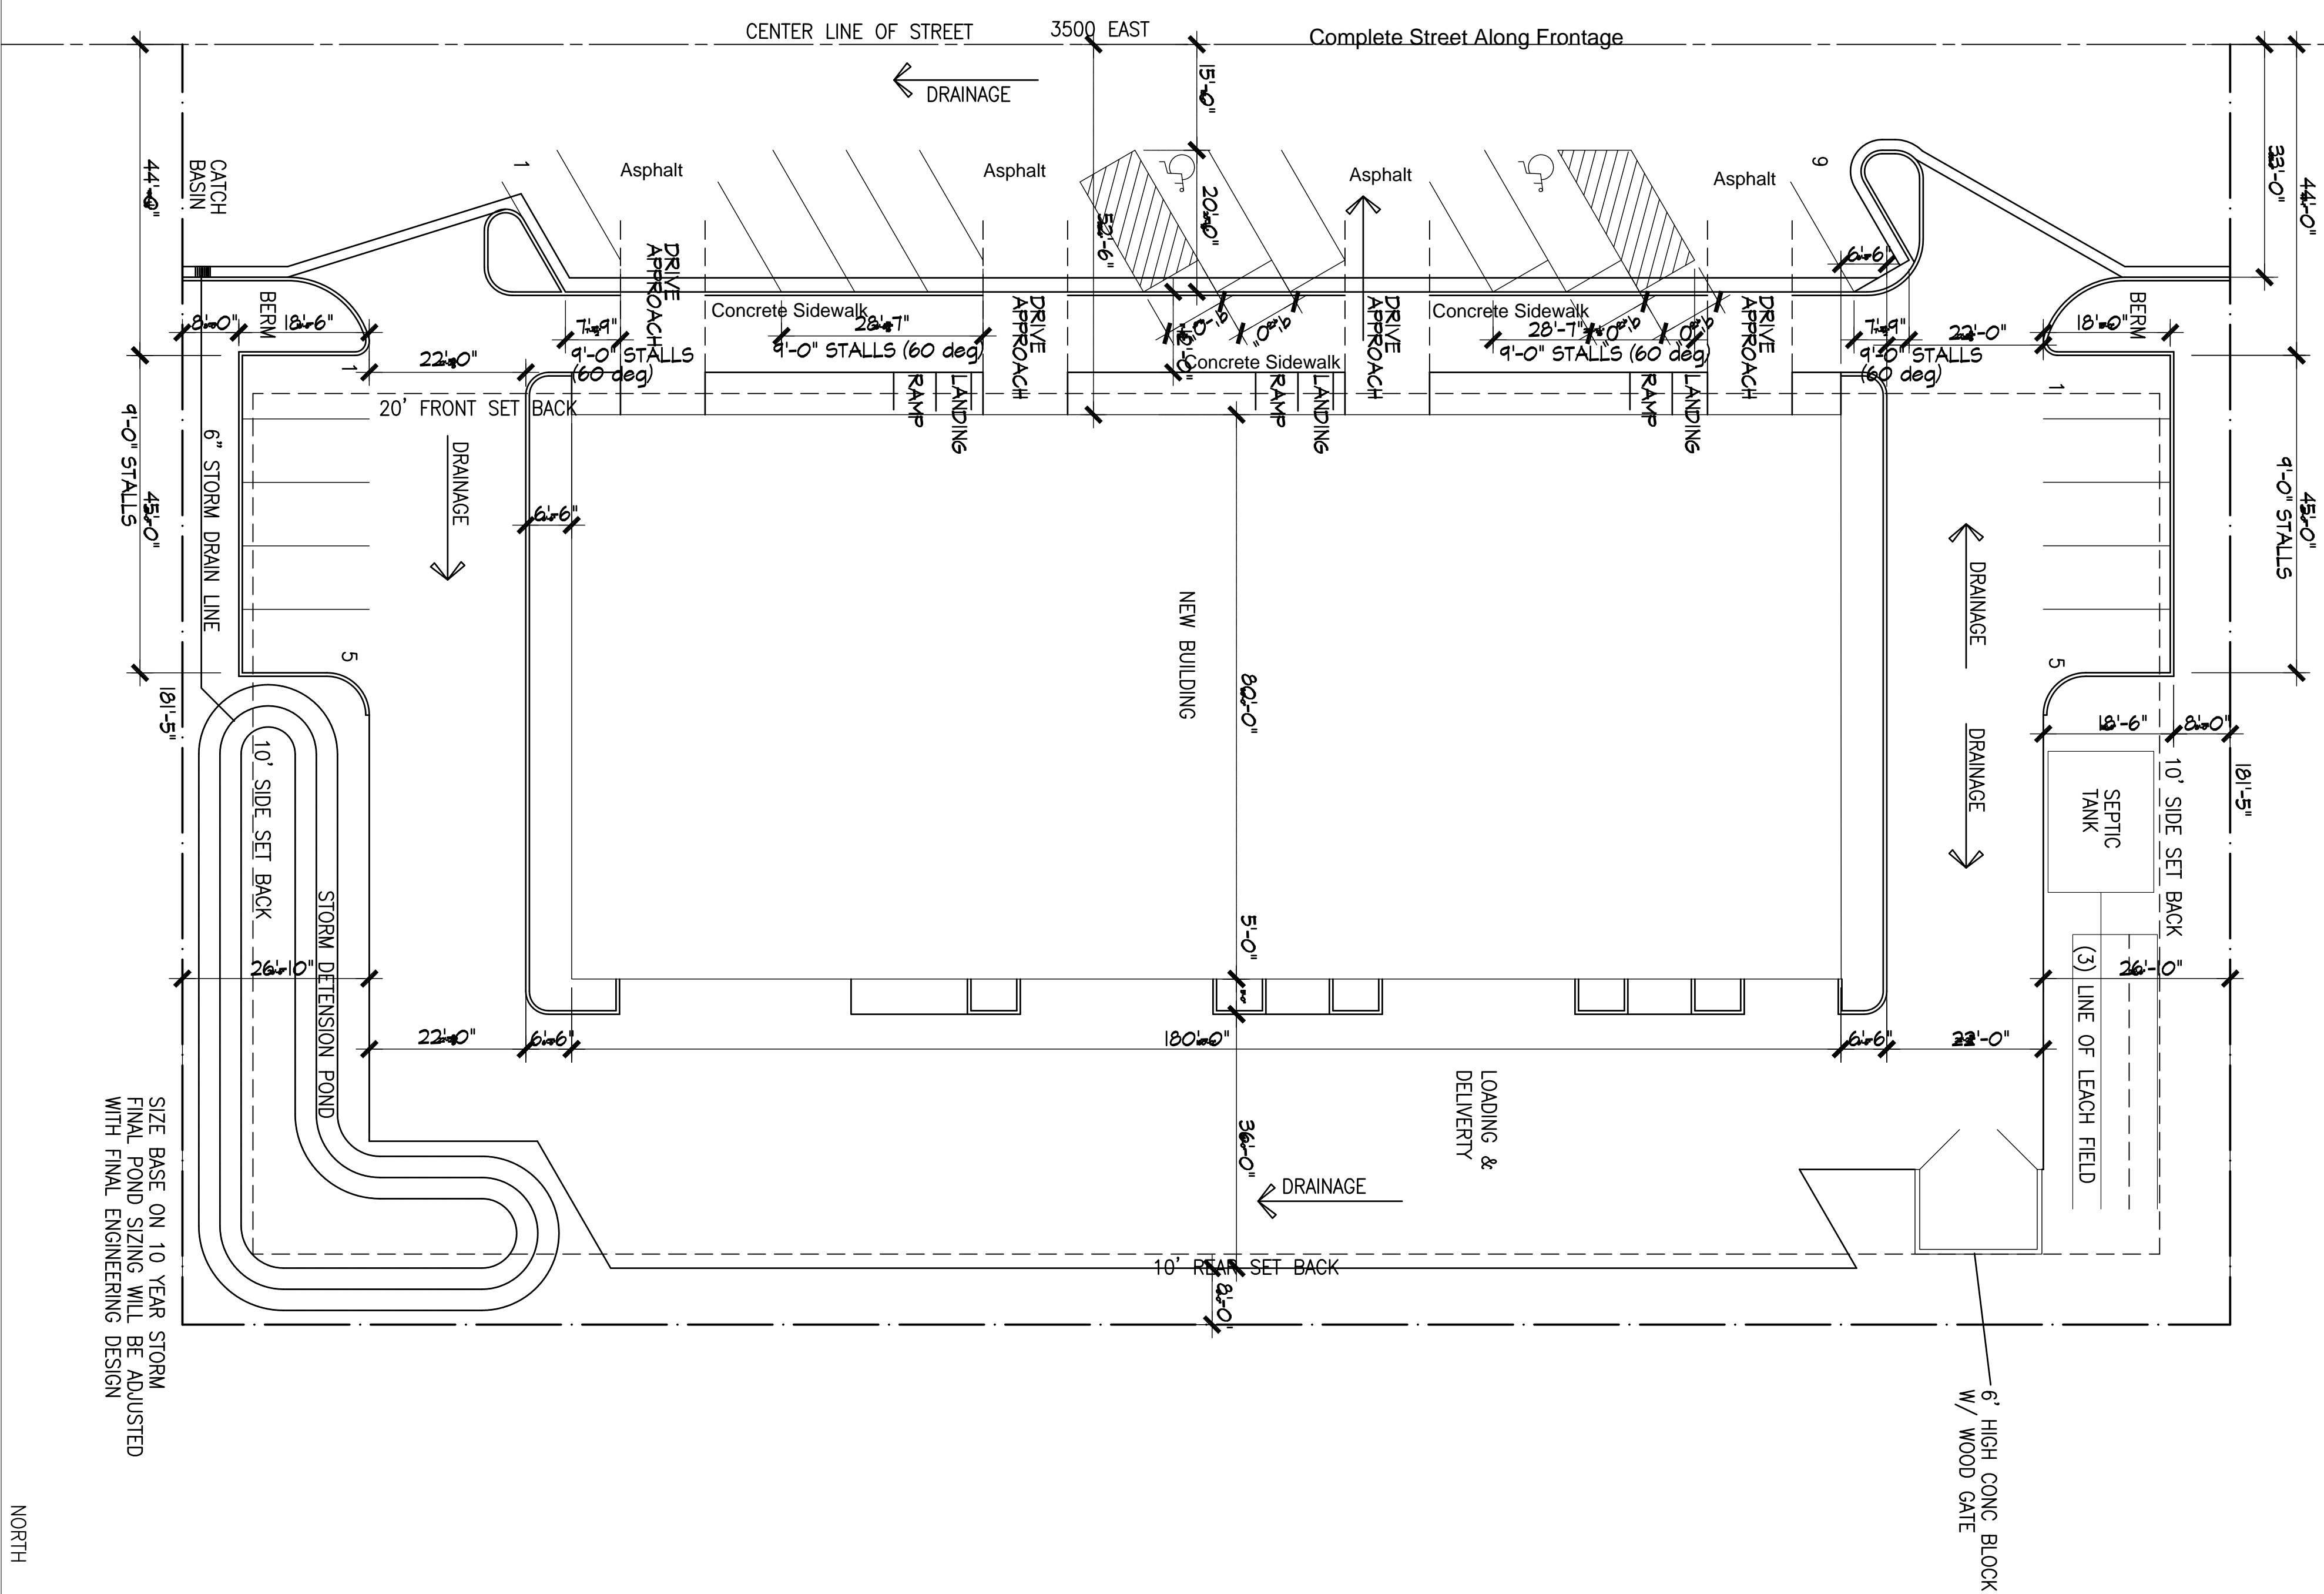 CENTER LINE OF STREET
3500 EAST
Complete Street Along Frontage
DRAINAGE
15'-0"
44'-0"
33'-0"
44'-0"
CATCH
BASIN
1
Asphalt
Asphalt
Asphalt
Asphalt
9
20'-0"
52'-6"
6'-6"
DRIVE
APPROACH
DRIVE
APPROACH
DRIVE
APPROACH
DRIVE
APPROACH
BERM
BERM
8'-0"
18'-6"
7'-9"
9'-0" STALLS
(60 deg)
Concrete Sidewalk
28'-7"
9'-0" STALLS (60 deg)
Concrete Sidewalk
Concrete Sidewalk
28'-7"
9'-0" STALLS (60 deg)
7'-9"
9'-0" STALLS
(60 deg)
22'-0"
18'-0"
22'-0"
1
1
RAMP
LANDING
RAMP
LANDING
RAMP
LANDING
20' FRONT SET BACK
9'-0" STALLS
45'-0"
6" STORM DRAIN LINE
DRAINAGE
6'-6"
NEW BUILDING
80'-0"
DRAINAGE
DRAINAGE
9'-0" STALLS
45'-0"
5
5
181'-5"
181'-5"
18'-6"
8'-0"
10' SIDE SET BACK
10' SIDE SET BACK
SEPTIC
TANK
STORM DETENSION POND
(3) LINE OF LEACH FIELD
5'-0"
26'-10"
26'-10"
22'-0"
6'-6"
180'-0"
6'-6"
22'-0"
LOADING &
DELIVERTY
36'-0"
DRAINAGE
10' REAR SET BACK
8'-0"
SIZE BASE ON 10 YEAR STORM
FINAL POND SIZING WILL BE ADJUSTED
WITH FINAL ENGINEERING DESIGN
6' HIGH CONC BLOCK
W/ WOOD GATE
NORTH